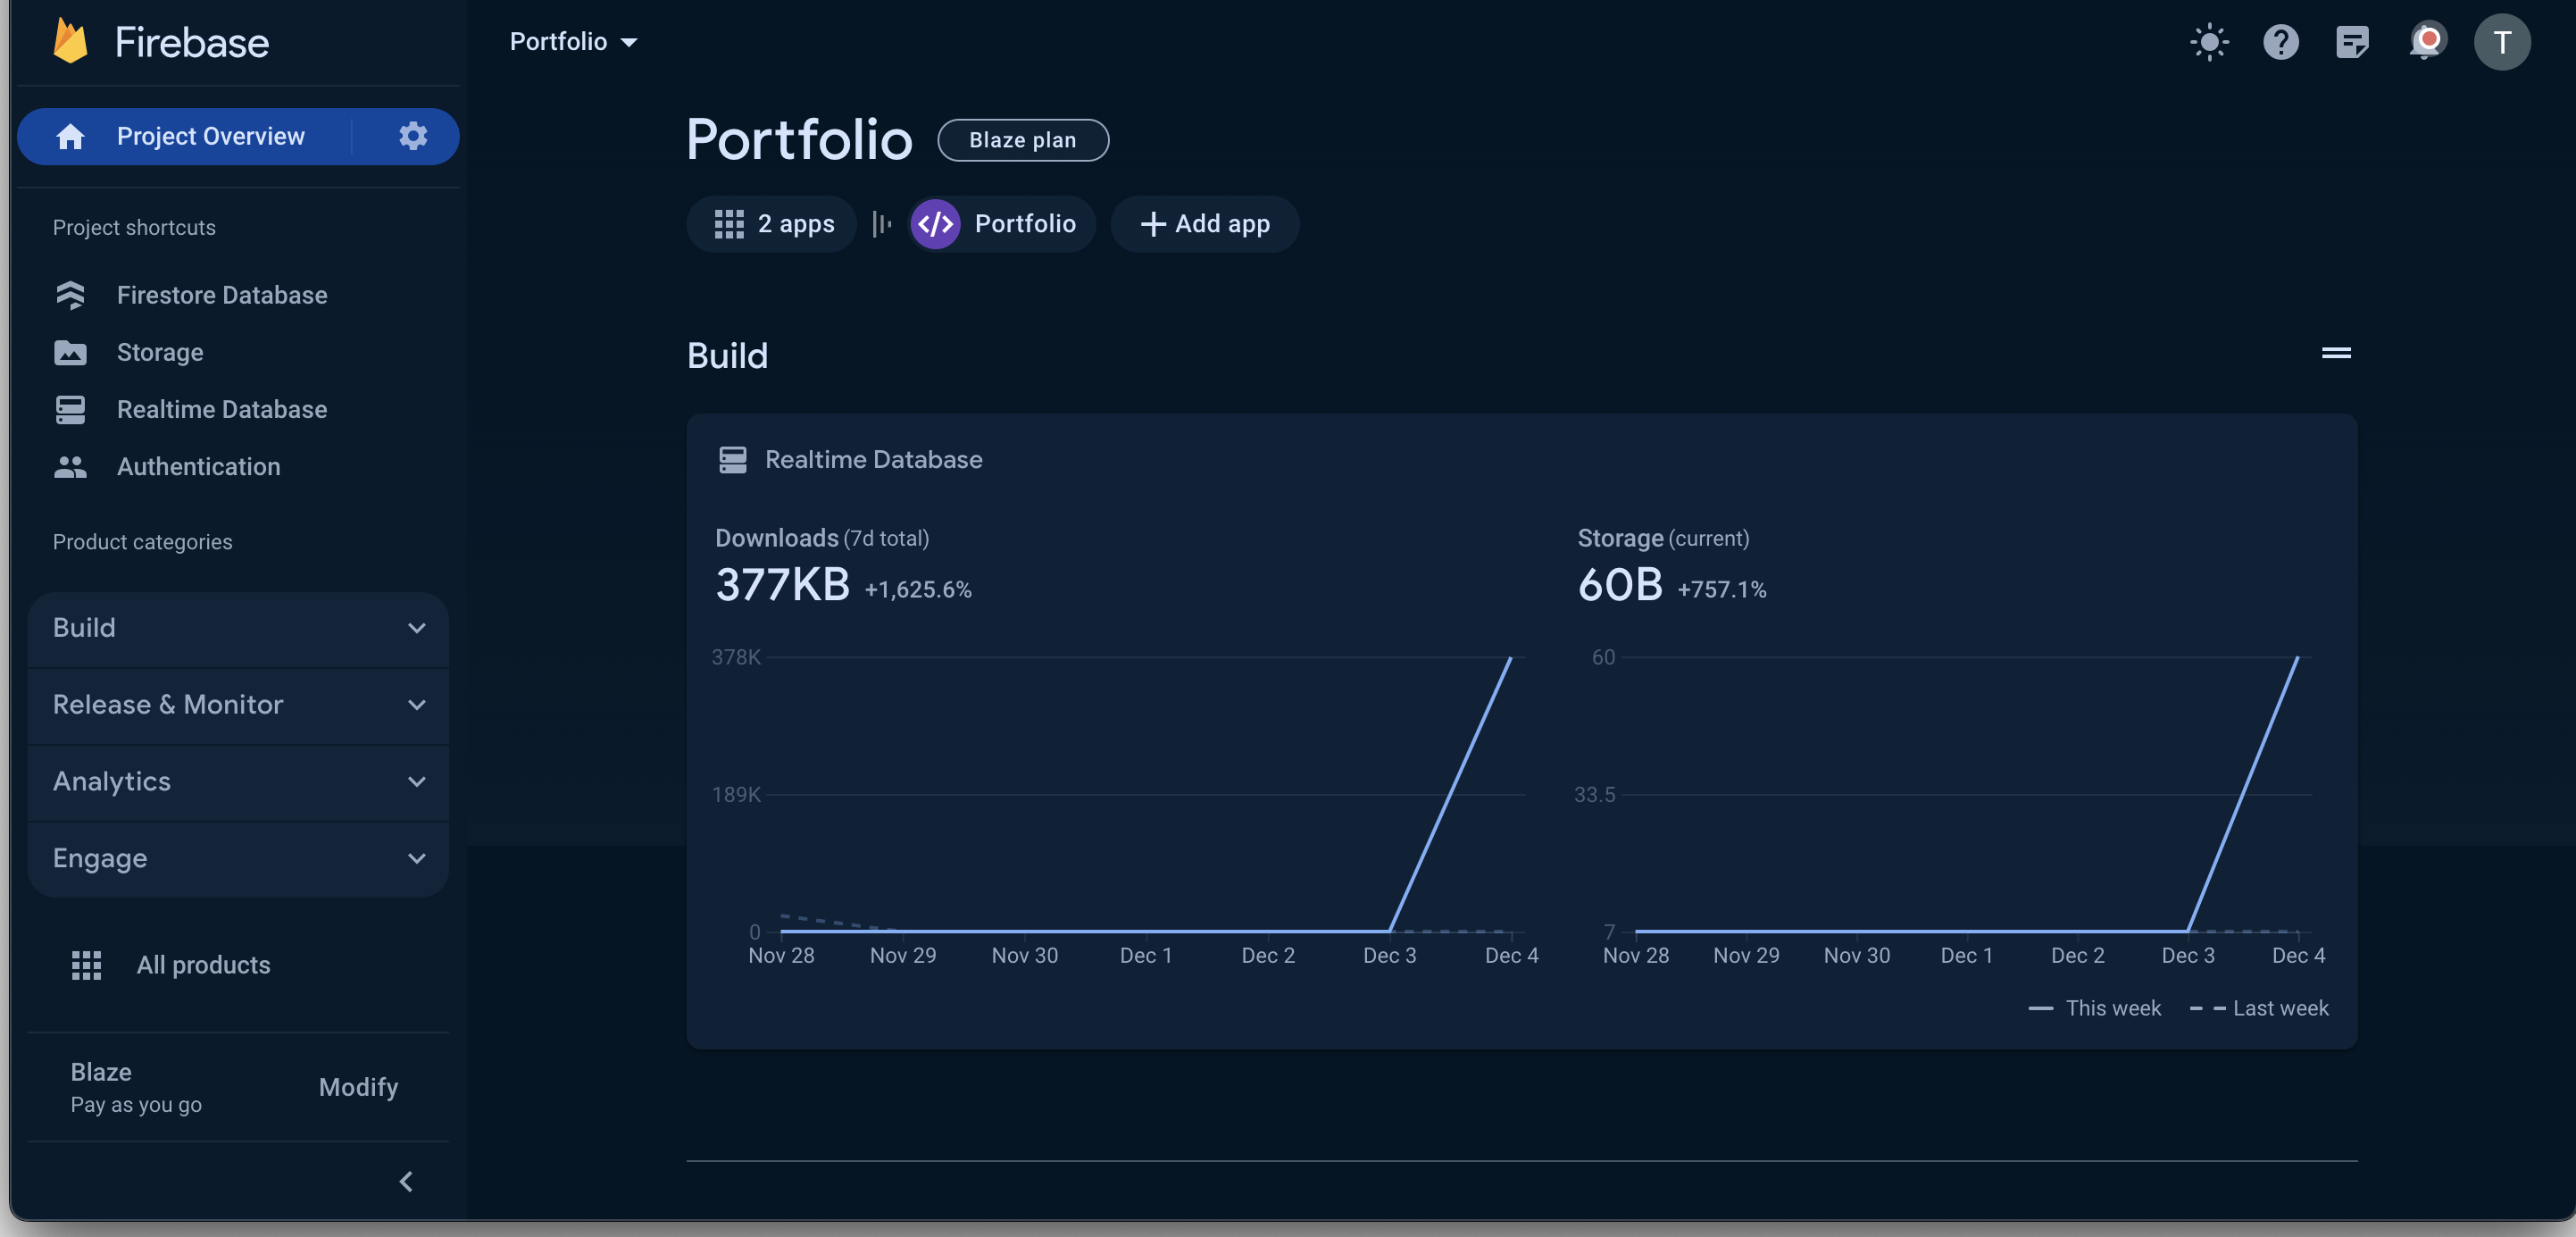 Firebase
Portfolio
T
Project Overview
Project shortcuts
Firestore Database
Storage
Realtime Database
Authentication
Product categories
Build
Release & Monitor
Analytics
Engage
All products
Blaze
Pay as you go
Modify
Portfolio
Blaze plan
2 apps
Portfolio
Add app
Build
Realtime Database
Downloads (7d total)
377KB +1,625.6%
378K
189K
0
Nov 28 Nov 29 Nov 30 Dec 1 Dec 2 Dec 3 Dec 4
Storage (current)
60B +757.1%
60
33.5
7
Nov 28 Nov 29 Nov 30 Dec 1 Dec 2 Dec 3 Dec 4
This week Last week